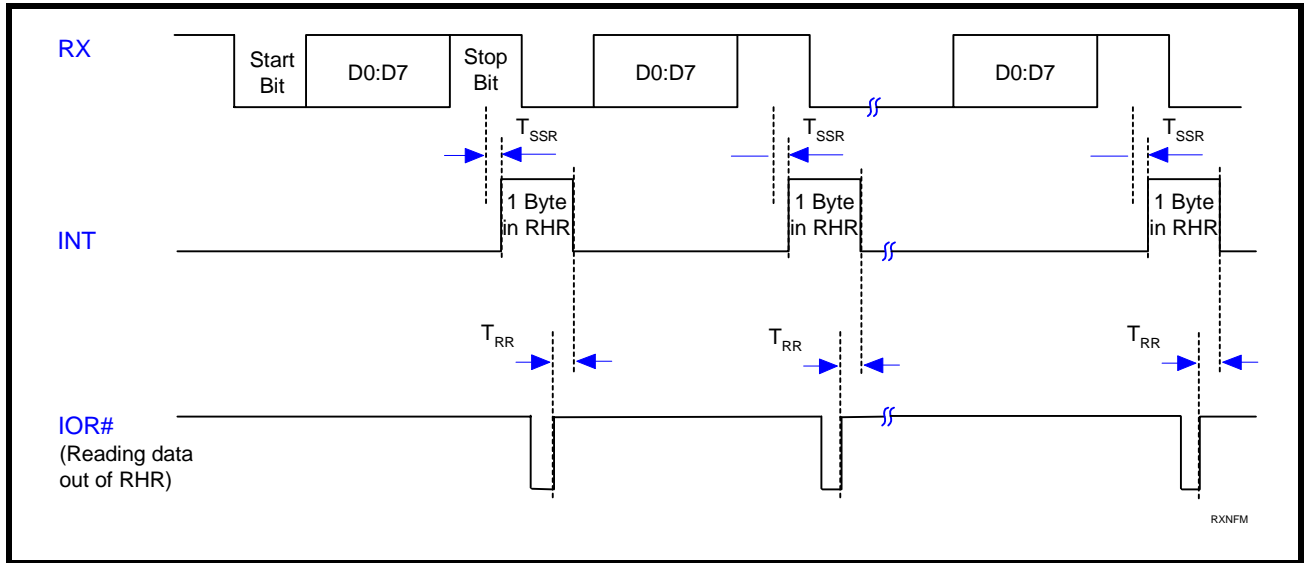 RX
Start
Bit
D0:D7
Stop
Bit
D0:D7
D0:D7
TSSR
TSSR
TSSR
INT
1 Byte
in RHR
1 Byte
in RHR
1 Byte
in RHR
TRR
TRR
TRR
IOR#
(Reading data
out of RHR)
RXNFM